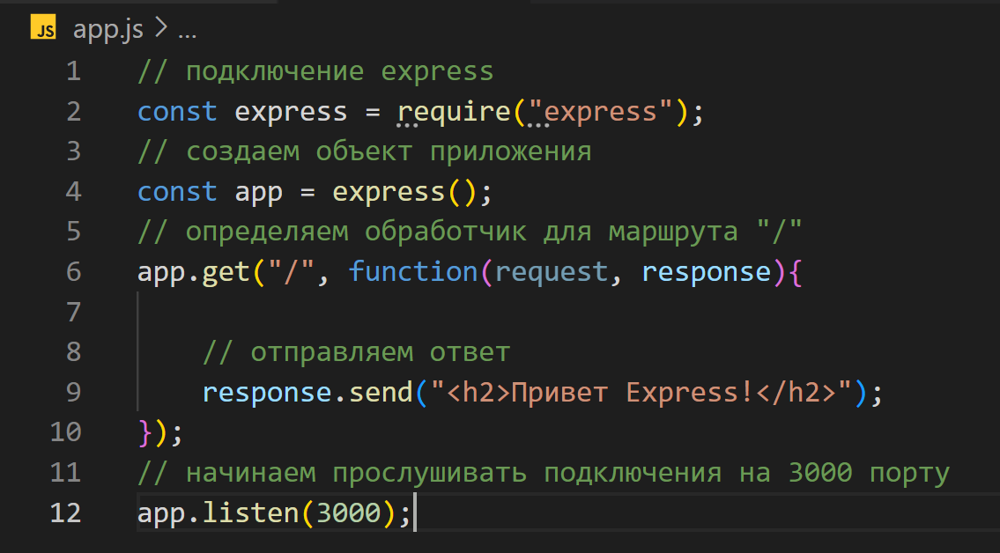 JS app.js > ...
1 // подключение express
2 const express = require("express");
3 // создаем объект приложения
4 const app = express();
5 // определяем обработчик для маршрута "/"
6 app.get("/", function(request, response){
7
8     // отправляем ответ
9     response.send("<h2>Привет Express!</h2>");
10 });
11 // начинаем прослушивать подключения на 3000 порту
12 app.listen(3000);